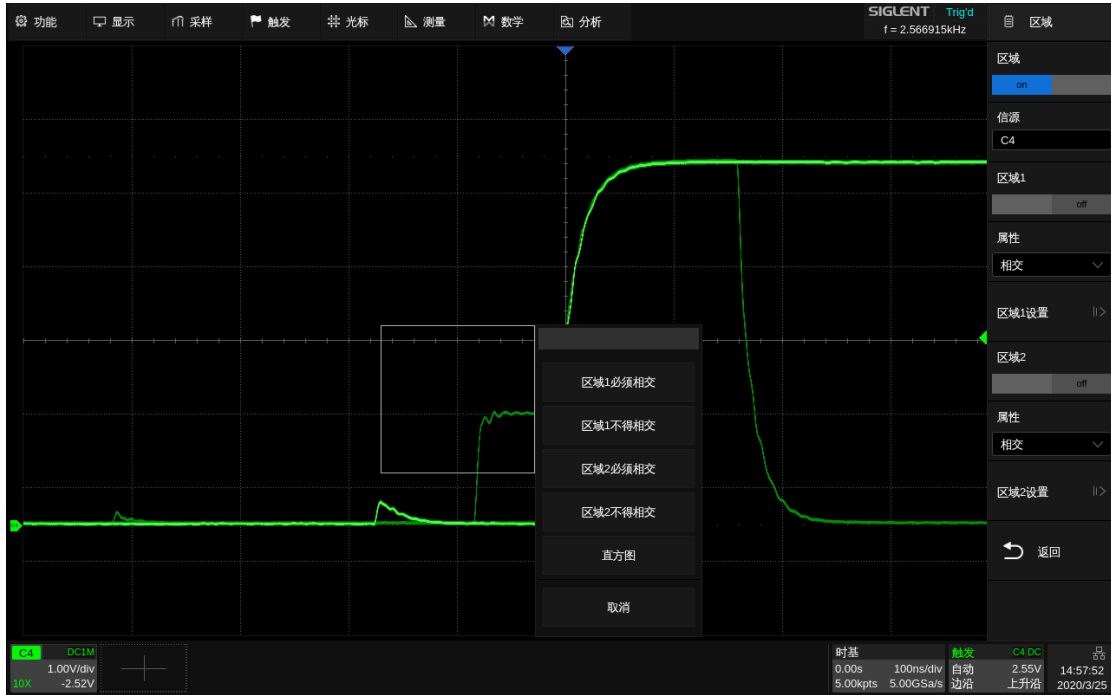 功能 显示 采样 触发 光标 测量 数学 分析 SIGLENT Trig'd 区域
f = 2.566915kHz
区域
on
信源
C4
区域1
off
属性
相交
区域1设置
区域2
off
属性
相交
区域2设置
返回
区域1必须相交
区域1不得相交
区域2必须相交
区域2不得相交
直方图
取消
C4 DC1M
1.00V/div
10X -2.52V
时基
0.00s 100ns/div
5.00kpts 5.00GSa/s
触发 C4 DC
自动 2.55V
边沿 上升沿
14:57:52
2020/3/25